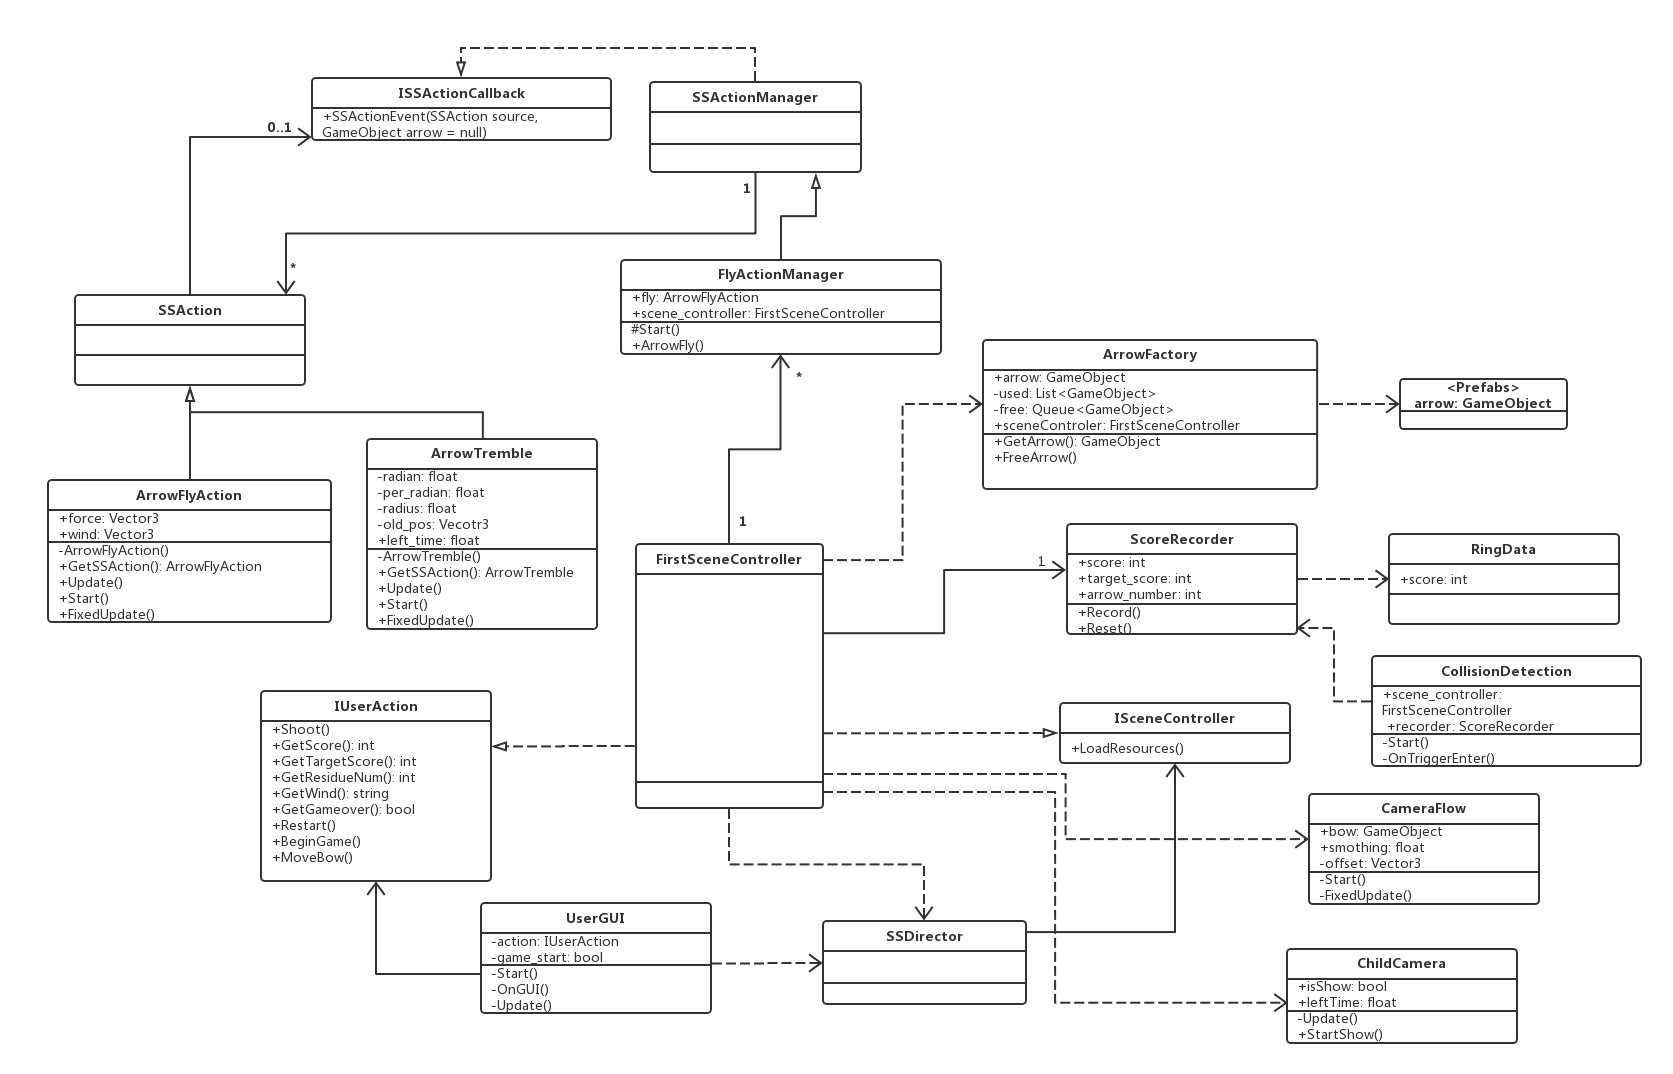 ISSActionCallback
+SSActionEvent(SSAction source,
GameObject arrow = null)
SSActionManager
0..1
1
*
SSAction
FlyActionManager
+fly: ArrowFlyAction
+scene_controller: FirstSceneController
#Start()
+ArrowFly()
*
1
ArrowFactory
+arrow: GameObject
-used: List<GameObject>
-free: Queue<GameObject>
+sceneControler: FirstSceneController
+GetArrow(): GameObject
+FreeArrow()
<Prefabs>
arrow: GameObject
ArrowTremble
-radian: float
-per_radian: float
-radius: float
-old_pos: Vecotr3
+left_time: float
-ArrowTremble()
+GetSSAction(): ArrowTremble
+Update()
+Start()
+FixedUpdate()
ArrowFlyAction
+force: Vector3
+wind: Vector3
-ArrowFlyAction()
+GetSSAction(): ArrowFlyAction
+Update()
+Start()
+FixedUpdate()
FirstSceneController
1
ScoreRecorder
+score: int
+target_score: int
+arrow_number: int
+Record()
+Reset()
RingData
+score: int
CollisionDetection
+scene_controller:
FirstSceneController
+recorder: ScoreRecorder
-Start()
-OnTriggerEnter()
IUserAction
+Shoot()
+GetScore(): int
+GetTargetScore(): int
+GetResidueNum(): int
+GetWind(): string
+GetGameover(): bool
+Restart()
+BeginGame()
+MoveBow()
ISceneController
+LoadResources()
CameraFlow
+bow: GameObject
+smothing: float
-offset: Vector3
-Start()
-FixedUpdate()
UserGUI
-action: IUserAction
-game_start: bool
-Start()
-OnGUI()
-Update()
SSDirector
ChildCamera
+isShow: bool
+leftTime: float
-Update()
+StartShow()